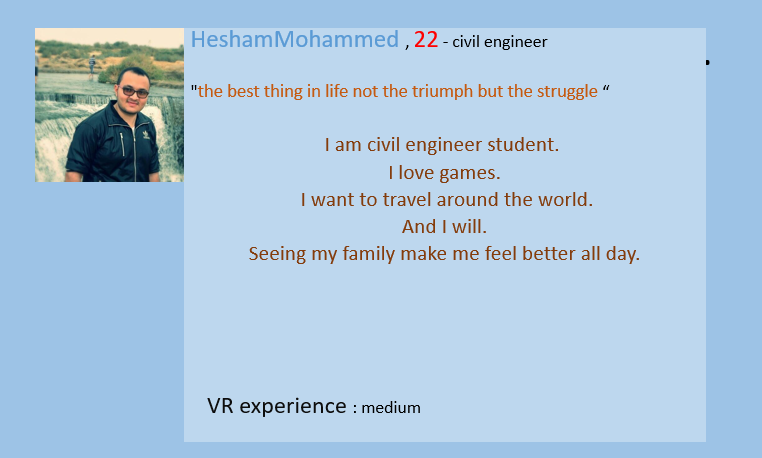 HeshamMohammed , 22 - civil engineer
"the best thing in life not the triumph but the struggle “
I am civil engineer student.
I love games.
I want to travel around the world.
And I will.
Seeing my family make me feel better all day.
VR experience : medium